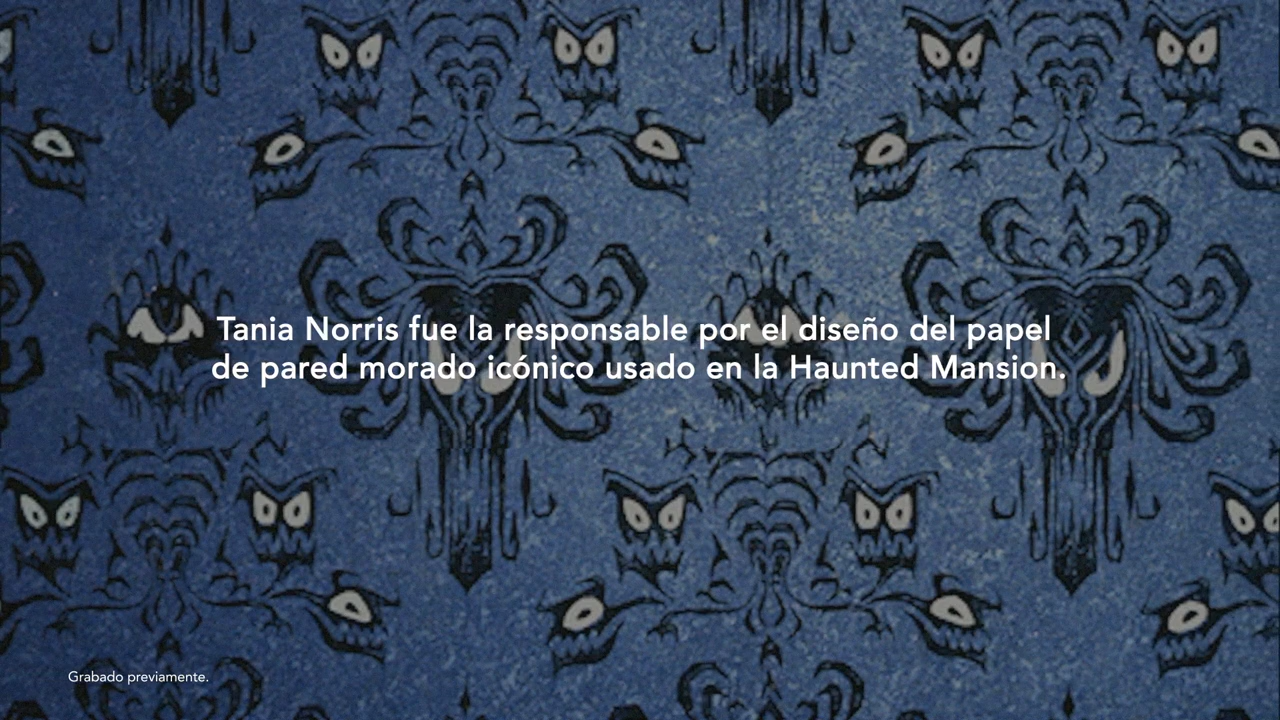 Tania Norris fue la responsable por el diseño del papel
de pared morado icónico usado en la Haunted Mansion.
Grabado previamente.